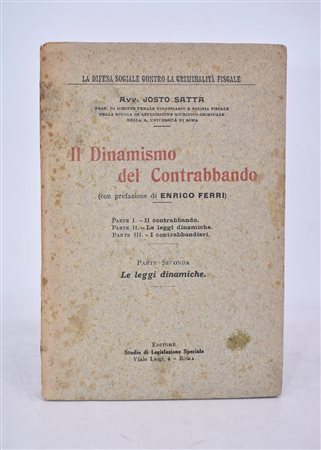 LA DIFESA SOCIALE CONTRO LA CRIMINALITÀ FISCALE
Avv. JOSTO SATTA
PROF. DI DIRITTO PENALE FINANZIARIO E POLIZIA FISCALE
NELLA SCUOLA DI APPLICAZIONE GIURIDICO-CRIMINALE
NELLA R. UNIVERSITÀ DI ROMA
Il Dinamismo
del Contrabbando
(con prefazione di ENRICO FERRI)
PARTE I. - Il contrabbando.
PARTE II. - Le leggi dinamiche.
PARTE III. - I contrabbandieri.
PARTE SECONDA
Le leggi dinamiche.
EDITORE
Studio di Legislazione Speciale
Viale Luigi, 4 - ROMA